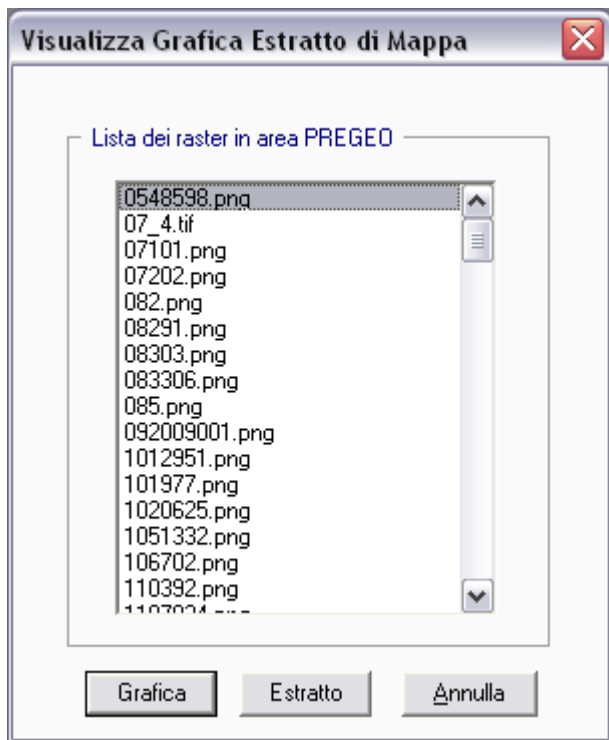 Visualizza Grafica Estratto di Mappa
Lista dei raster in area PREGEO
0548598.png
07_4.tif
07101.png
07202.png
082.png
08291.png
08303.png
083306.png
085.png
092009001.png
1012951.png
101977.png
1020625.png
1051332.png
106702.png
110392.png
Grafica
Estratto
Annulla